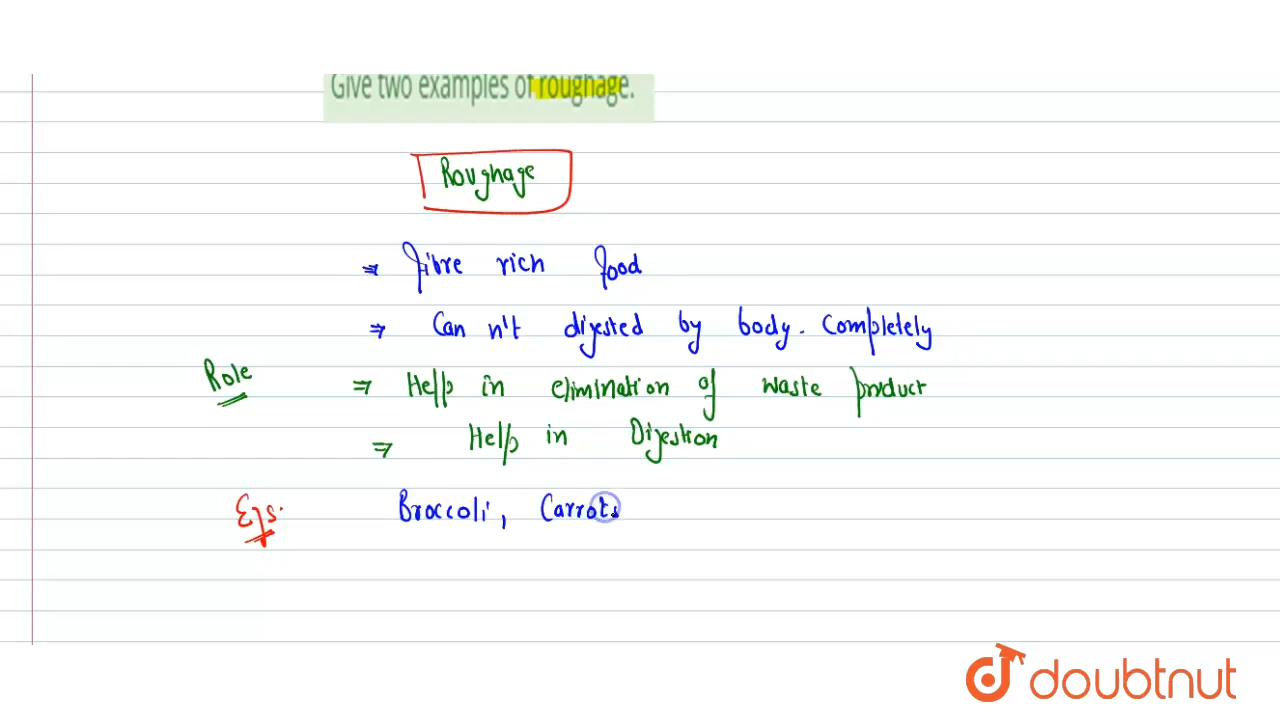 Give two examples of roughage.
Roughage
⇒ Fibre rich food
⇒ Can n't digested by body. Completely
Role ⇒ Help in elimination of waste product
⇒ Help in Digestion
Egs. Broccoli, Carrots
doubtnut